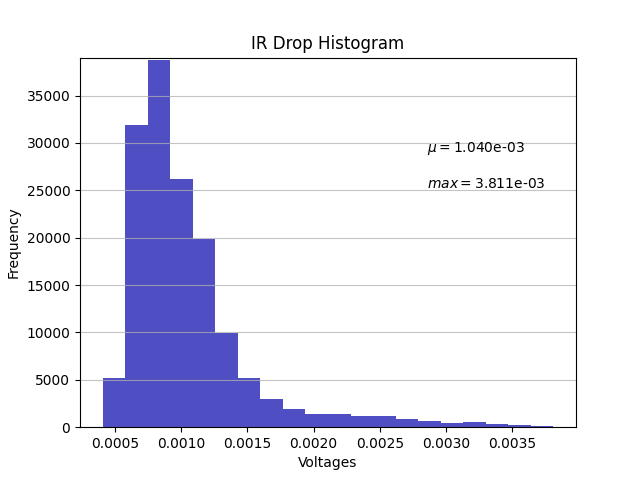 IR Drop Histogram
35000
30000
25000
20000
15000
10000
5000
0
Frequency
μ = 1.040e-03
max = 3.811e-03
0.0005 0.0010 0.0015 0.0020 0.0025 0.0030 0.0035
Voltages